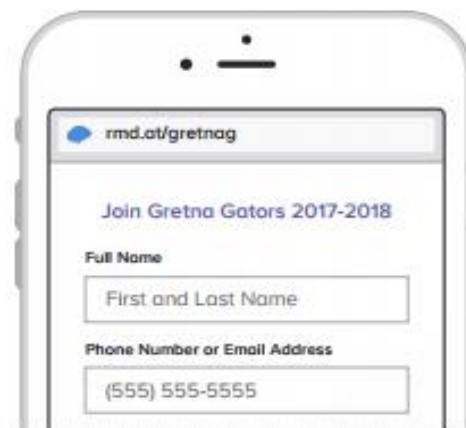 rmd.at/gretnag
Join Gretna Gators 2017-2018
Full Name
First and Last Name
Phone Number or Email Address
(555) 555-5555